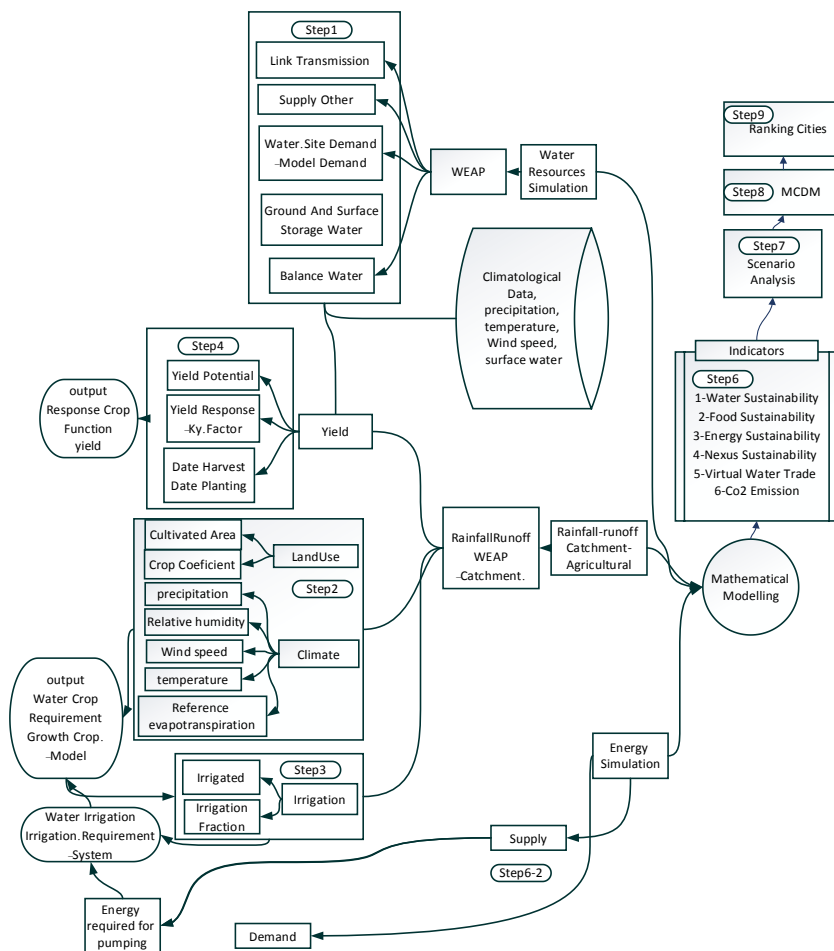 Step1
Link Transmission
Supply Other
Water.Site Demand
–Model Demand
Ground And Surface
Storage Water
Balance Water
WEAP
Water
Resources
Simulation
Step9
Ranking Cities
Step8
MCDM
Step7
Scenario
Analysis
Climatological
Data,
precipitation,
temperature,
Wind speed,
surface water
Indicators
Step6
1-Water Sustainability
2-Food Sustainability
3-Energy Sustainability
4-Nexus Sustainability
5-Virtual Water Trade
6-Co2 Emission
Step4
Yield Potential
Yield Response
–Ky.Factor
Date Harvest
Date Planting
output
Response Crop
Function
yield
Yield
Cultivated Area
Crop Coeficient
LandUse
Step2
precipitation
Relative humidity
Wind speed
temperature
Reference
evapotranspiration
Climate
RainfallRunoff
WEAP
–Catchment.
Rainfall-runoff
Catchment-
Agricultural
Mathematical
Modelling
output
Water Crop
Requirement
Growth Crop.
–Model
Step3
Irrigated
Irrigation
Fraction
Irrigation
Water Irrigation
Irrigation.Requirement
–System
Energy
Simulation
Supply
Step6-2
Energy
required for
pumping
Demand